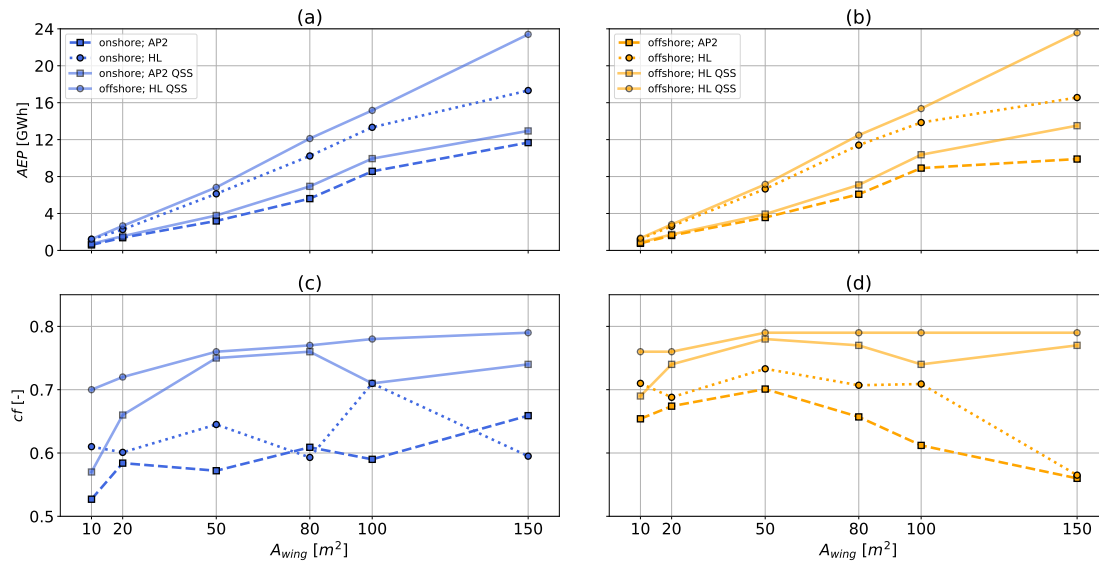 (a)
(b)
24
20
16
12
8
4
0
AEP [GWh]
onshore; AP2
onshore; HL
onshore; AP2 QSS
offshore; HL QSS
offshore; AP2
offshore; HL
offshore; AP2 QSS
offshore; HL QSS
(c)
(d)
0.8
0.7
0.6
0.5
cf [-]
10 20 50 80 100 150
10 20 50 80 100 150
A_wing [m²]
A_wing [m²]